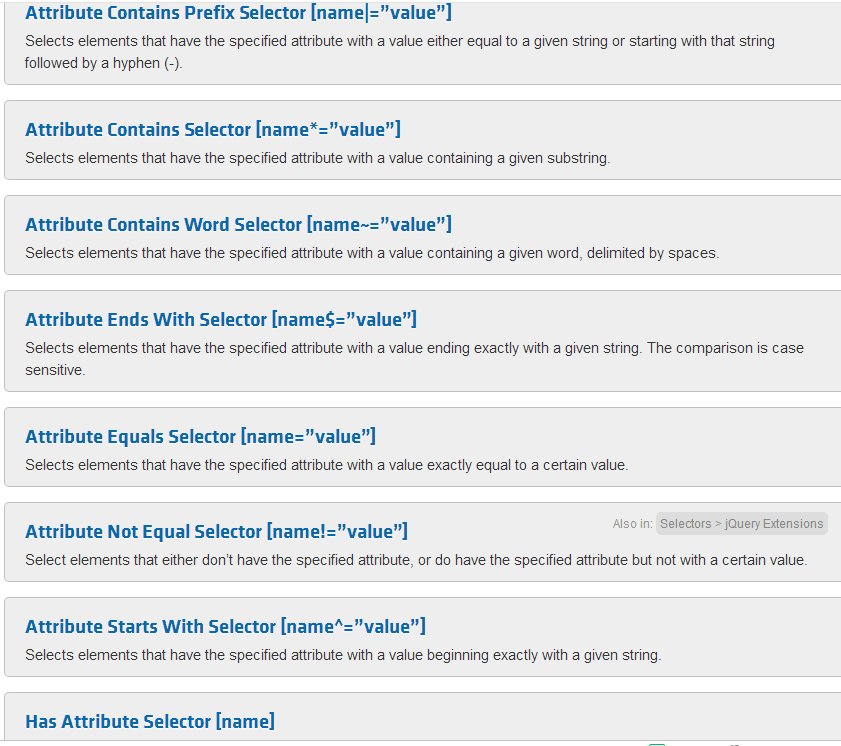 Attribute Contains Prefix Selector [name|=”value”]
Selects elements that have the specified attribute with a value either equal to a given string or starting with that string
followed by a hyphen (-).
Attribute Contains Selector [name*=”value”]
Selects elements that have the specified attribute with a value containing a given substring.
Attribute Contains Word Selector [name~=”value”]
Selects elements that have the specified attribute with a value containing a given word, delimited by spaces.
Attribute Ends With Selector [name$=”value”]
Selects elements that have the specified attribute with a value ending exactly with a given string. The comparison is case
sensitive.
Attribute Equals Selector [name=”value”]
Selects elements that have the specified attribute with a value exactly equal to a certain value.
Also in: Selectors > jQuery Extensions
Attribute Not Equal Selector [name!=”value”]
Select elements that either don’t have the specified attribute, or do have the specified attribute but not with a certain value.
Attribute Starts With Selector [name^=”value”]
Selects elements that have the specified attribute with a value beginning exactly with a given string.
Has Attribute Selector [name]